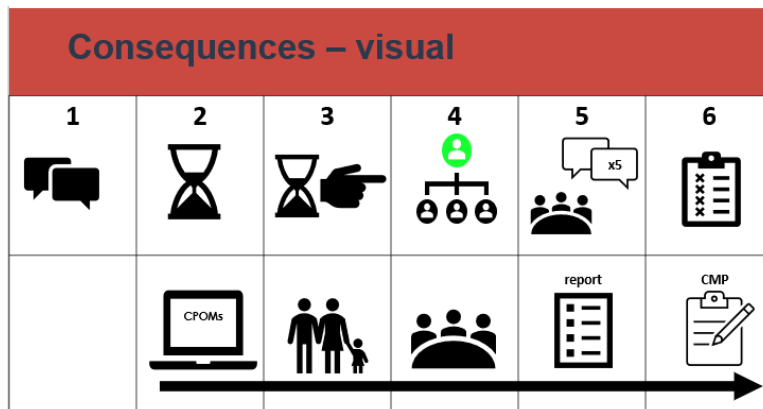 Consequences – visual
1 2 3 4 5 6
x5
report CMP
CPOMs